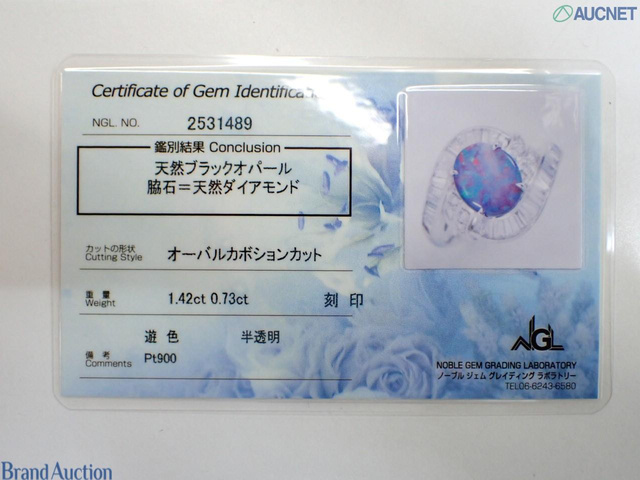 AUCNET
Certificate of Gem Identifica
NGL. NO. 2531489
鑑別結果 Conclusion
天然ブラックオパール
脇石=天然ダイアモンド
カットの形状
Cutting Style オーバルカボションカット
重量
Weight 1.42ct 0.73ct 刻印
遊色 半透明
備考
Comments Pt900
NGL
NOBLE GEM GRADING LABORATORY
ノーブル ジェム グレイディング ラボラトリー
TEL06-6243-6580
Brand Auction